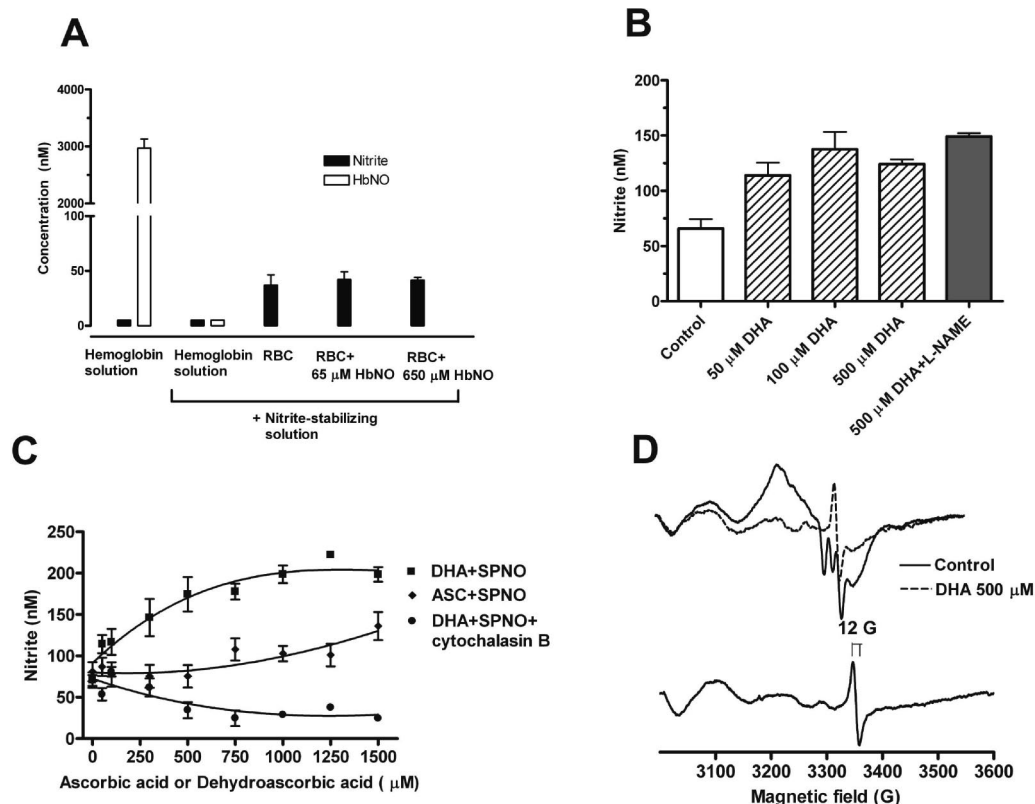 A
Concentration (nM)
4000
3000
2000
100
50
0
Nitrite
HbNO
Hemoglobin
solution
Hemoglobin
solution
RBC
RBC+
65 μM HbNO
RBC+
650 μM HbNO
+ Nitrite-stabilizing
solution
B
Nitrite (nM)
200
150
100
50
0
Control
50 μM DHA
100 μM DHA
500 μM DHA
500 μM DHA+L-NAME
C
Nitrite (nM)
250
200
150
100
50
0
0
250
500
750
1000
1250
1500
Ascorbic acid or Dehydroascorbic acid ( μM)
DHA+SPNO
ASC+SPNO
DHA+SPNO+
cytochalasin B
D
Control
DHA 500 μM
12 G
3100
3200
3300
3400
3500
3600
Magnetic field (G)